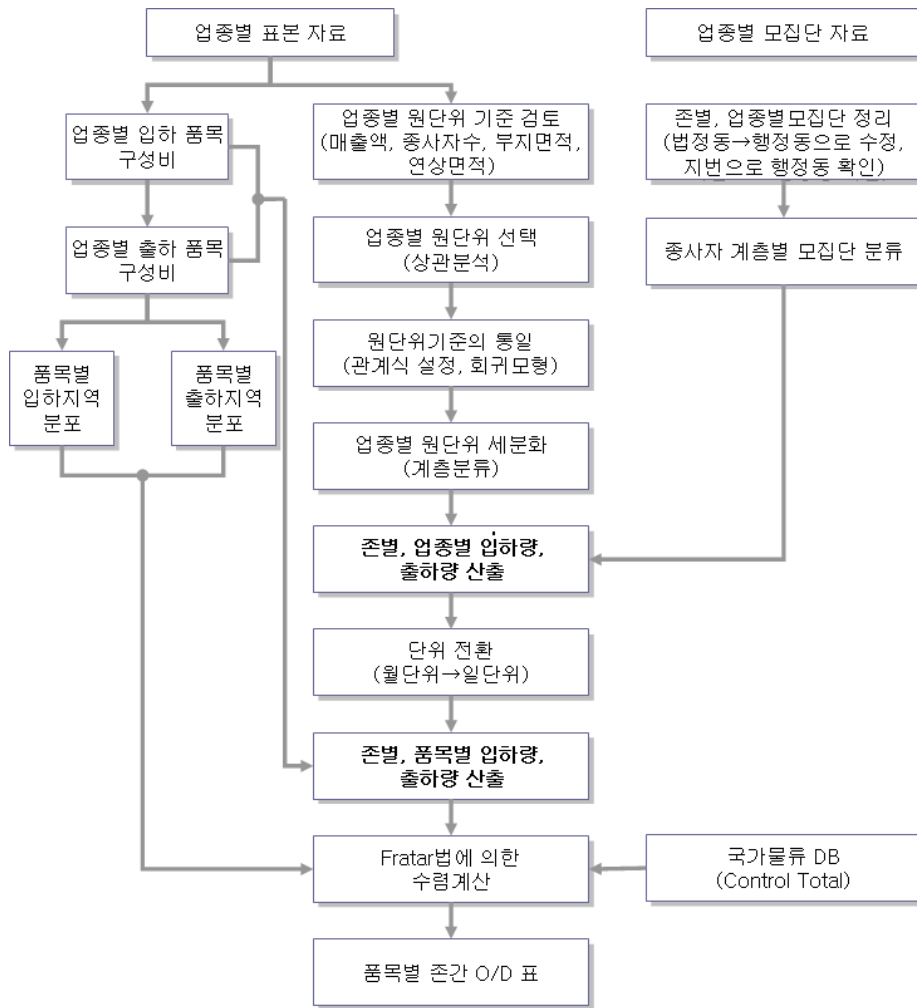 업종별 표본 자료
업종별 모집단 자료
업종별 입하 품목
구성비
업종별 원단위 기준 검토
(매출액, 종사자수, 부지면적,
연상면적)
존별, 업종별모집단 정리
(법정동→행정동으로 수정,
지번으로 행정동 확인)
업종별 출하 품목
구성비
업종별 원단위 선택
(상관분석)
종사자 계층별 모집단 분류
품목별
입하지역
분포
품목별
출하지역
분포
원단위기준의 통일
(관계식 설정, 회귀모형)
업종별 원단위 세분화
(계층분류)
존별, 업종별 입하량,
출하량 산출
단위 전환
(월단위→일단위)
존별, 품목별 입하량,
출하량 산출
Fratar법에 의한
수렴계산
국가물류 DB
(Control Total)
품목별 존간 O/D 표